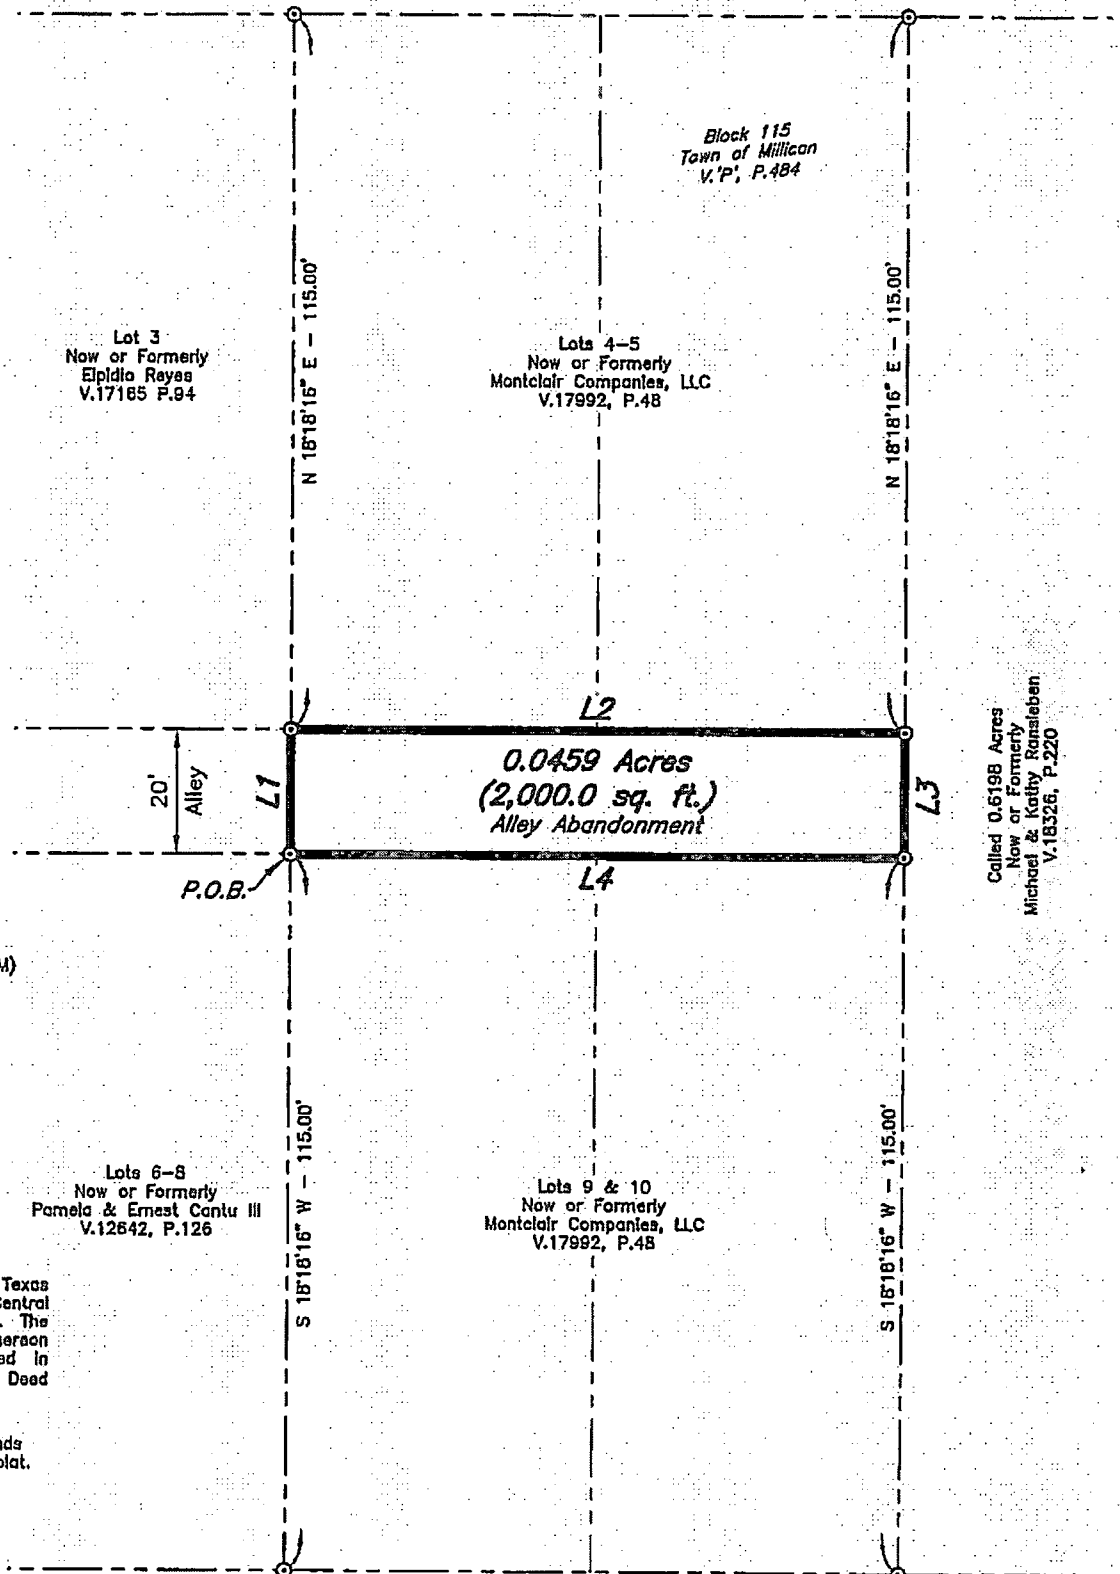 Block 115
Town of Millican
V.'P', P.484
N 18°18'16" E - 115.00'
N 18°18'16" E - 115.00'
Lot 3
Now or Formerly
Elpidio Reyes
V.17165 P.94
Lots 4-5
Now or Formerly
Montclair Companies, LLC
V.17992, P.48
L2
0.0459 Acres
(2,000.0 sq. ft.)
Alley Abandonment
20'
Alley
L1
L3
L4
P.O.B.
Called 0.6198 Acres
Now or Formerly
Michael & Kathy Ransleben
V.18326, P.220
S 18°18'16" W - 115.00'
S 18°18'16" W - 115.00'
Lots 6-8
Now or Formerly
Pamela & Ernest Cantu III
V.12642, P.126
Lots 9 & 10
Now or Formerly
Montclair Companies, LLC
V.17992, P.48
Texas
Central
. The
ed in
Deed
plat.